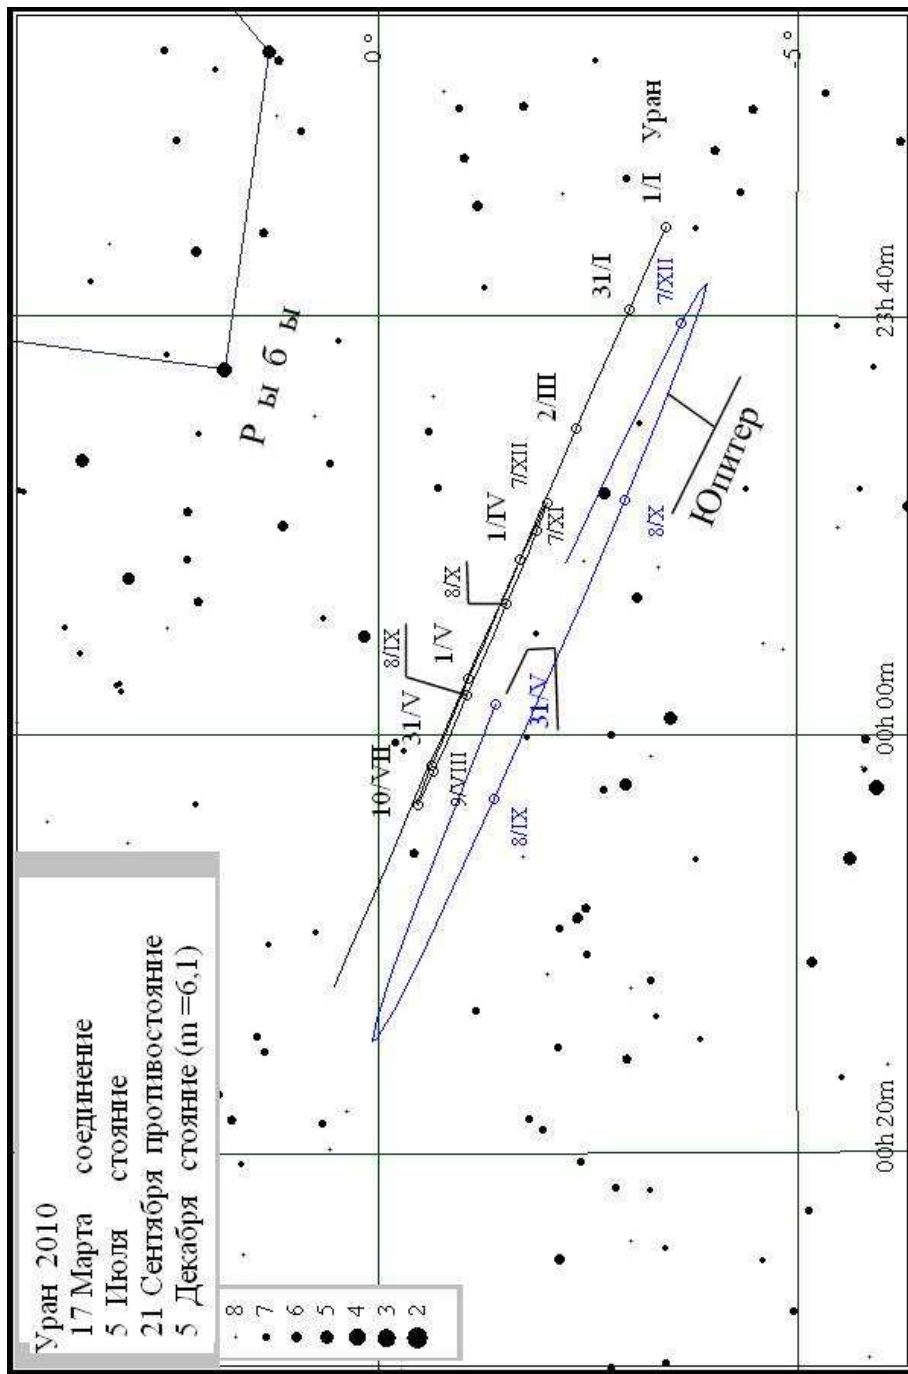 Уран 2010
17 Марта соединение
5 Июля стояние
21 Сентября противостояние
5 Декабря стояние (m =6,1)
8
7
6
5
4
3
2
Рыбы
0°
-5°
Уран
1/I
31/I
2/III
7/XII
1/IV
7/XI
8/X
1/V
8/IX
31/V
10/VII
9/VIII
7/XII
Юпитер
8/X
31/V
8/IX
23h 40m
00h 00m
00h 20m